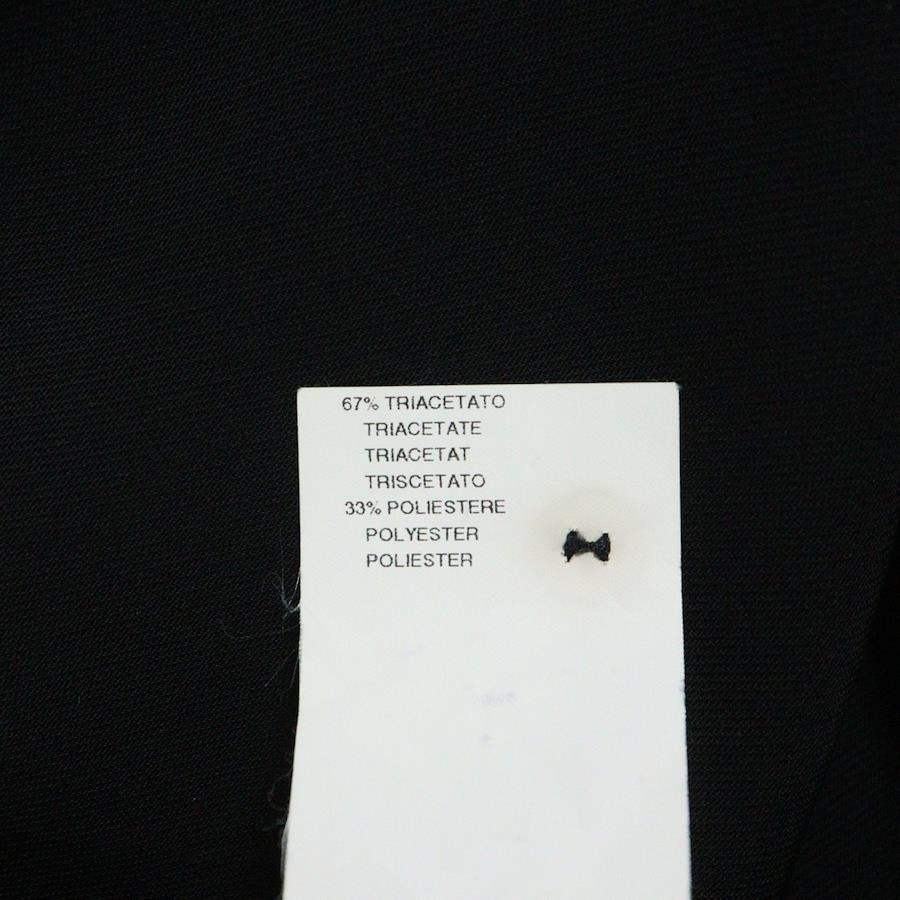 67% TRIACETATO
TRIACETATE
TRIACETAT
TRISCETATO
33% POLIESTERE
POLYESTER
POLIESTER